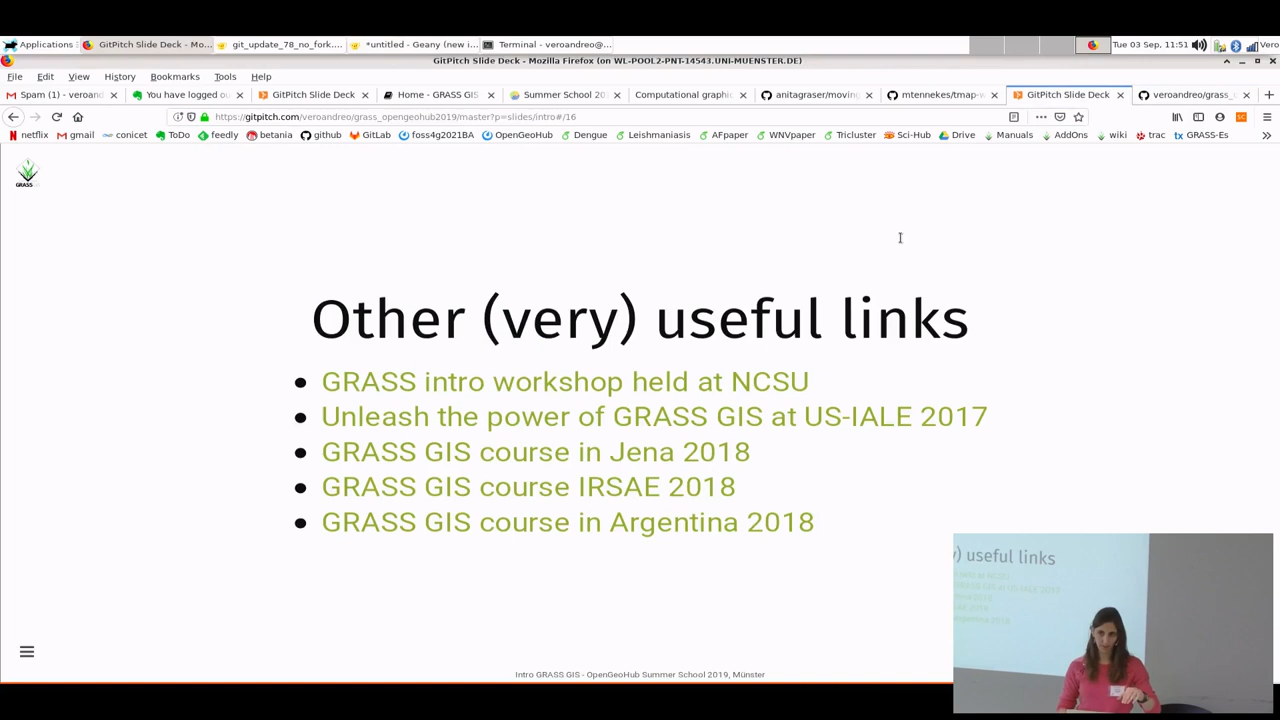 Applications
GitPitch Slide Deck - Mo...
git_update_78_no_fork....
*untitled - Geany (new i...
Terminal - veroandreo@...
Tue 03 Sep, 11:51
Vero
GitPitch Slide Deck - Mozilla Firefox (on WL-POOL2-PNT-14543.UNI-MUENSTER.DE)
File Edit View History Bookmarks Tools Help
Spam (1) - veroand
You have logged ou
GitPitch Slide Deck
Home - GRASS GIS
Summer School 20
Computational graphic
anitagraser/moving
mtennekes/tmap-w
GitPitch Slide Deck
veroandreo/grass_o
https://gitpitch.com/veroandreo/grass_opengeohub2019/master?p=slides/intro#/16
netflix gmail conicet ToDo feedly betania github GitLab foss4g2021BA OpenGeoHub Dengue Leishmaniasis AFpaper WNVpaper Tricluster Sci-Hub Drive Manuals AddOns wiki trac tx GRASS-Es
GRASS
Other (very) useful links
• GRASS intro workshop held at NCSU
• Unleash the power of GRASS GIS at US-IALE 2017
• GRASS GIS course in Jena 2018
• GRASS GIS course IRSAE 2018
• GRASS GIS course in Argentina 2018
Intro GRASS GIS - OpenGeoHub Summer School 2019, Münster
) useful links